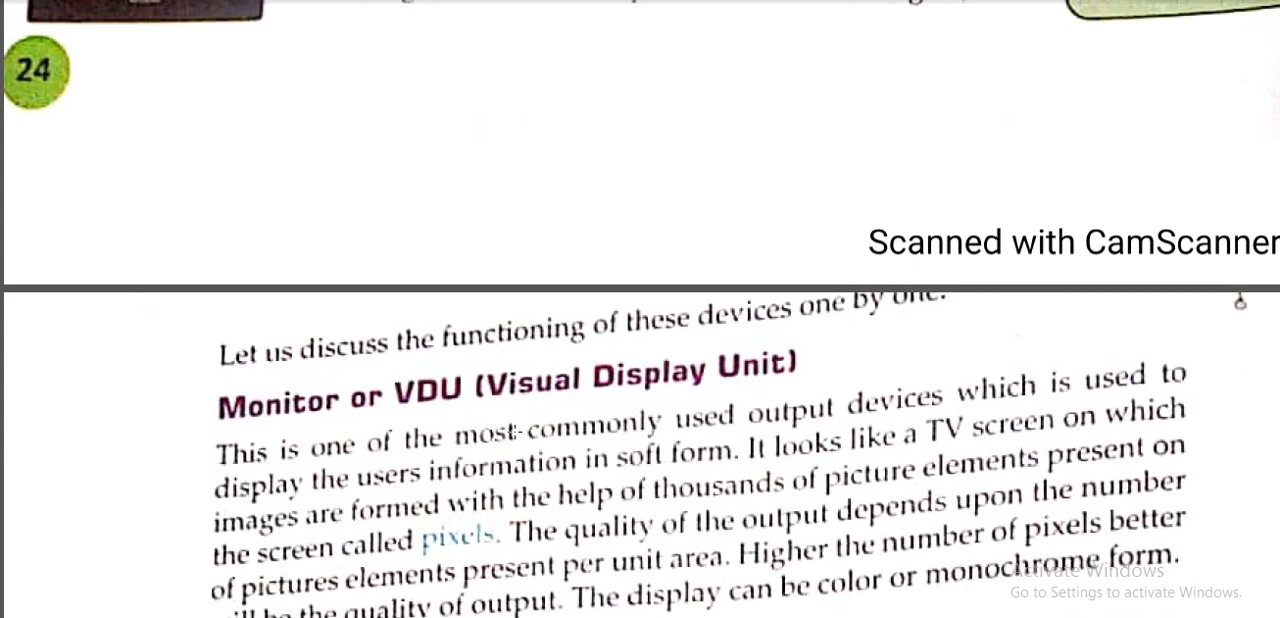 24
Scanned with CamScanner
Let us discuss the functioning of these devices one by one.
Monitor or VDU (Visual Display Unit)
This is one of the most-commonly used output devices which is used to
display the users information in soft form. It looks like a TV screen on which
images are formed with the help of thousands of picture elements present on
the screen called pixels. The quality of the output depends upon the number
of pictures elements present per unit area. Higher the number of pixels better
will be the quality of output. The display can be color or monochrome form.
Activate Windows
Go to Settings to activate Windows.